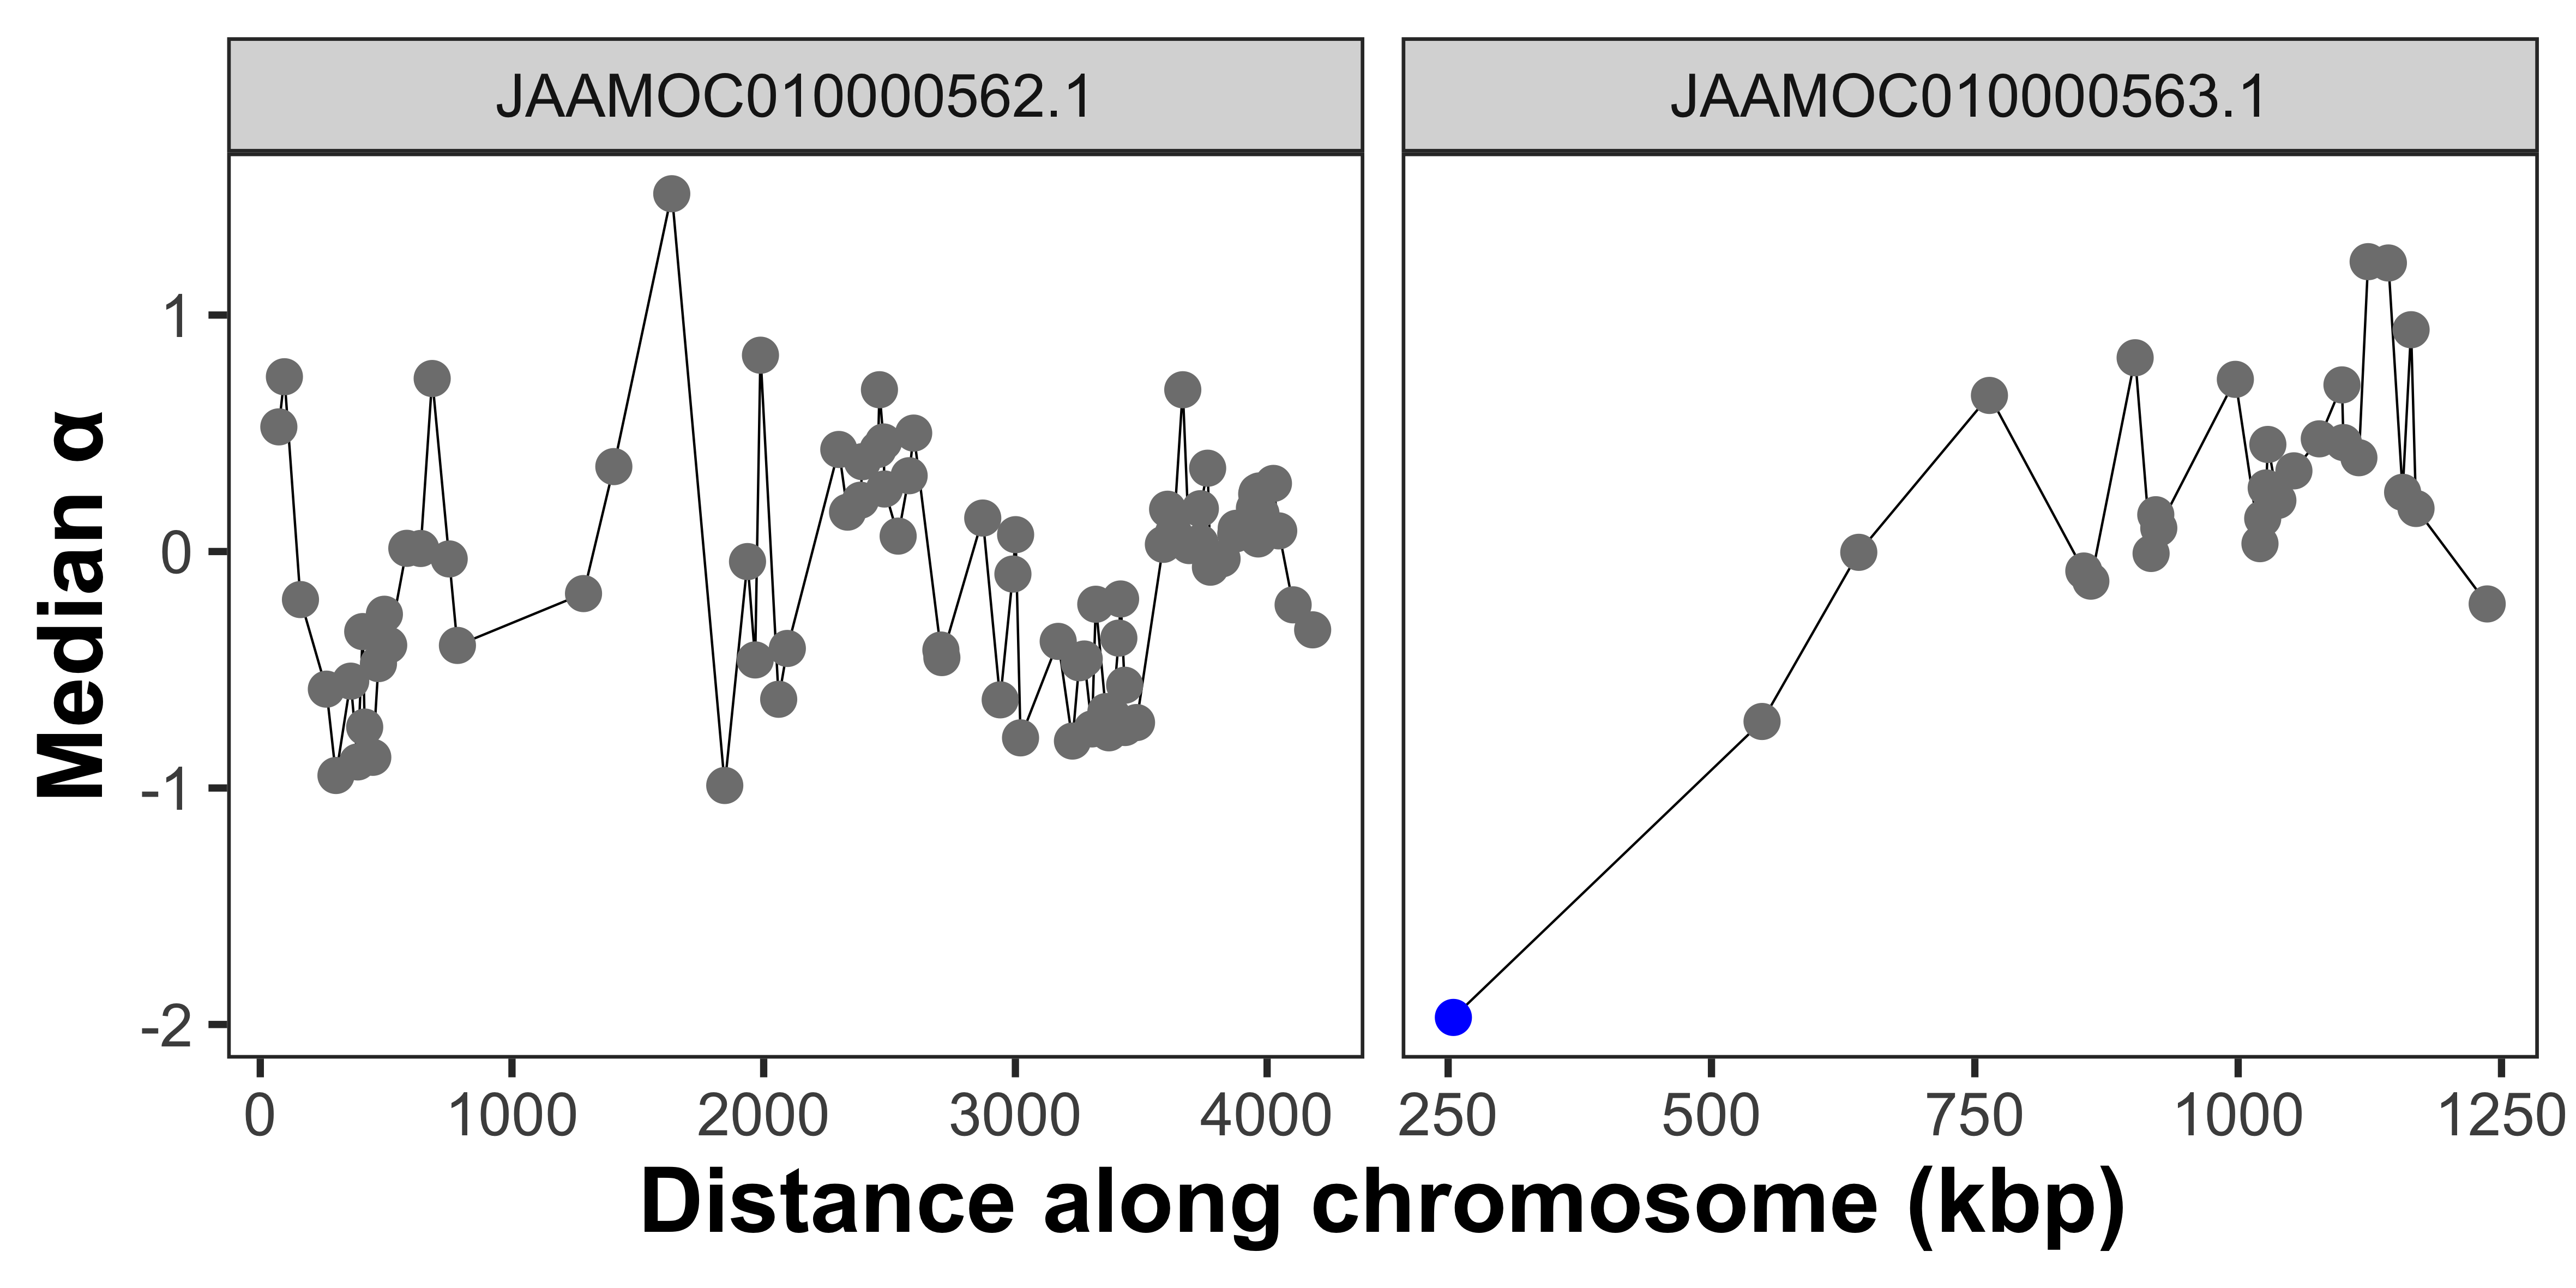 JAAMOC010000562.1 JAAMOC010000563.1
Median α
1
0
-1
-2
0 1000 2000 3000 4000 250 500 750 1000 1250
Distance along chromosome (kbp)